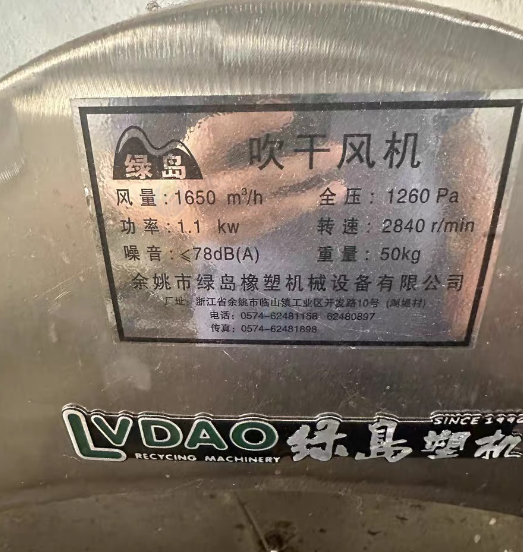 绿岛 吹干风机
风量：1650 m³/h 全压：1260 Pa
功率：1.1 kw 转速：2840 r/min
噪音：≤78dB(A) 重量：50kg
余姚市绿岛橡塑机械设备有限公司
厂址：浙江省余姚市临山镇工业区开发路10号
电话：0574-62481158 62480897
传真：0574-62481898
SINCE 1996
LVDAO 绿岛塑机
RECYCING MACHINERY